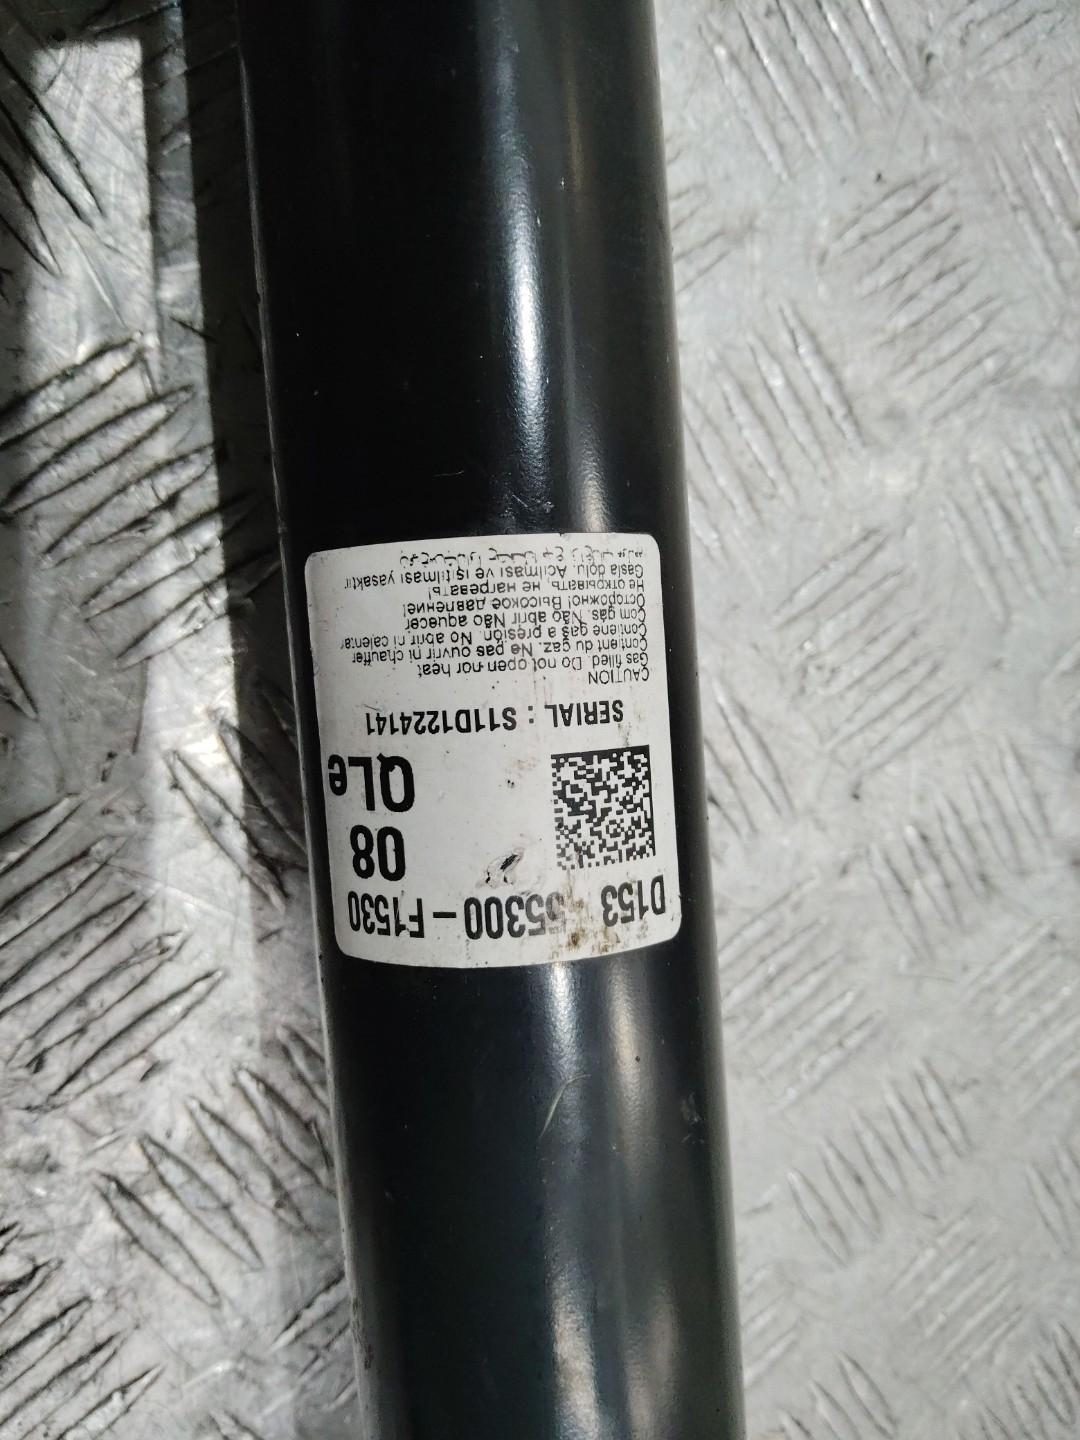 D153 55300-F1530
08
QLe
SERIAL : S11D1224141
CAUTION
Gas filled. Do not open nor heat
Contient du gaz. Ne pas ouvrir ni chauffer
Contiene gas a presión. No abrir ni calentar
Com gás. Não abrir Não aquecer
Осторожно! Высокое давление!
Не открывать, не нагревать!
Gasla dolu. Açılması ve ısıtılması yasaktır